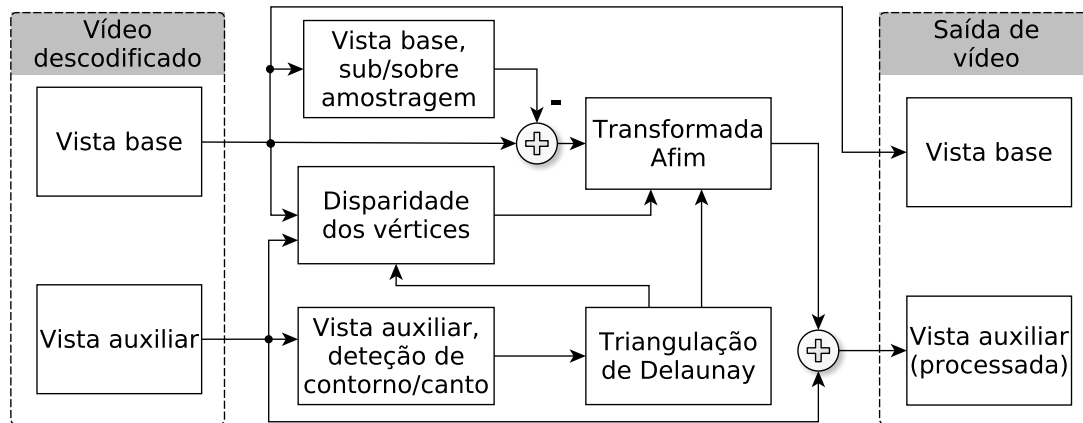 Vídeo
descodificado
Vista base
Vista auxiliar
Vista base,
sub/sobre
amostragem
-
Disparidade
dos vértices
Vista auxiliar,
deteção de
contorno/canto
Transformada
Afim
Triangulação
de Delaunay
Saída de
vídeo
Vista base
Vista auxiliar
(processada)